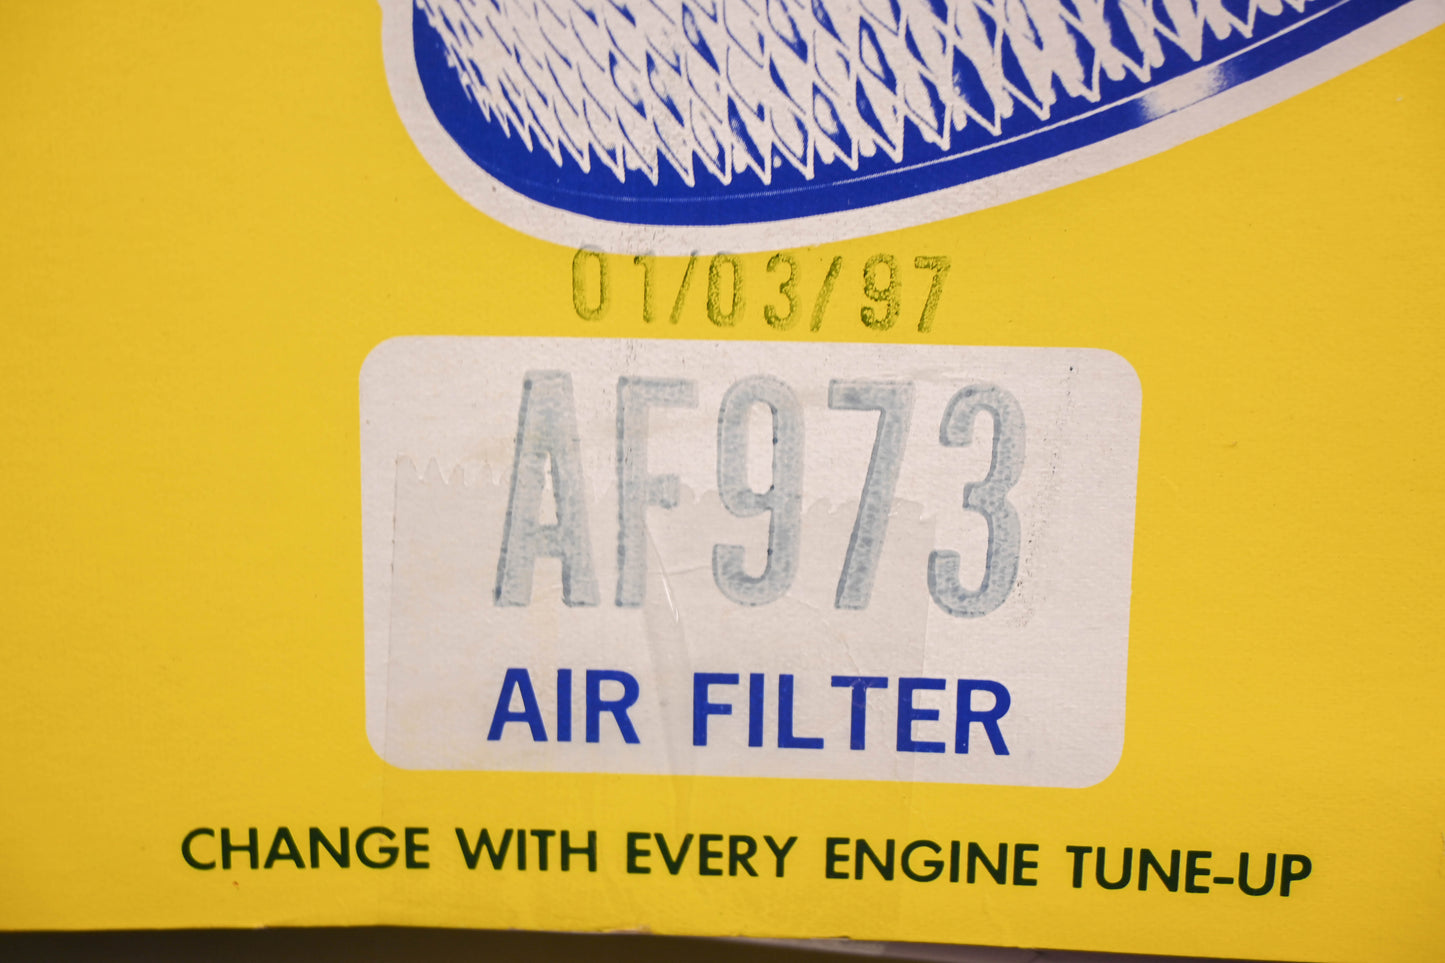 01/03/97
AF973
AIR FILTER
CHANGE WITH EVERY ENGINE TUNE-UP